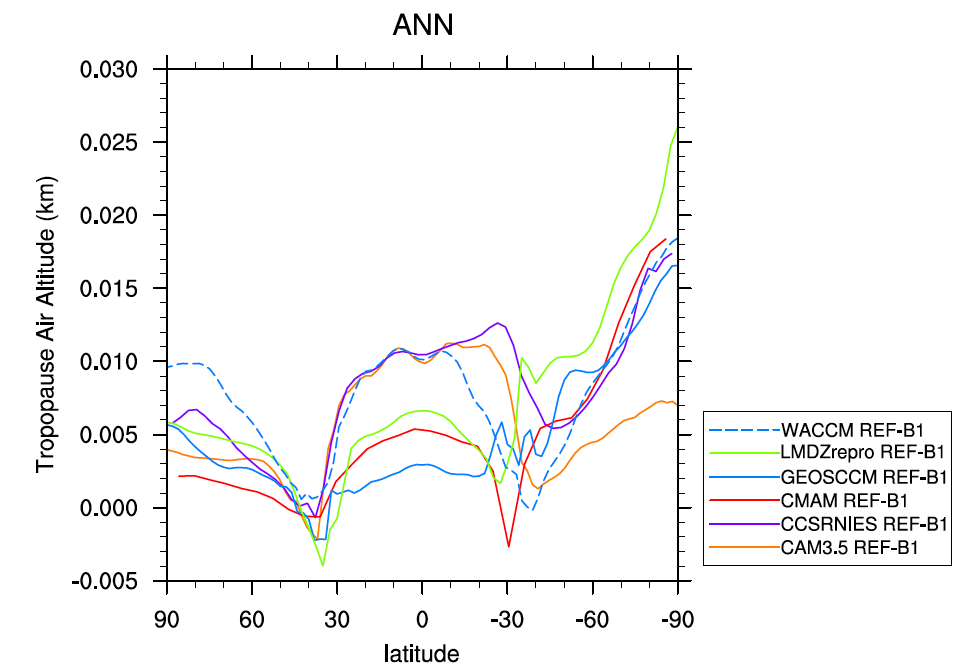 ANN
0.030
0.025
0.020
0.015
0.010
0.005
0.000
-0.005
Tropopause Air Altitude (km)
90 60 30 0 -30 -60 -90
latitude
WACCM REF-B1
LMDZrepro REF-B1
GEOSCCM REF-B1
CMAM REF-B1
CCSRNIES REF-B1
CAM3.5 REF-B1